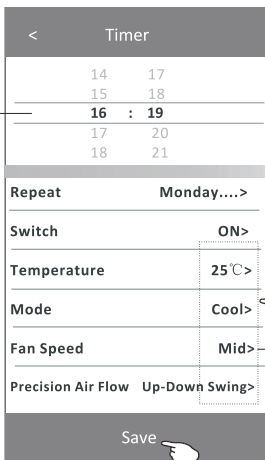 < Timer
14 17
15 18
16 : 19
17 20
18 21
Repeat Monday....>
Switch ON>
Temperature 25℃>
Mode Cool>
Fan Speed Mid>
Precision Air Flow Up-Down Swing>
Save